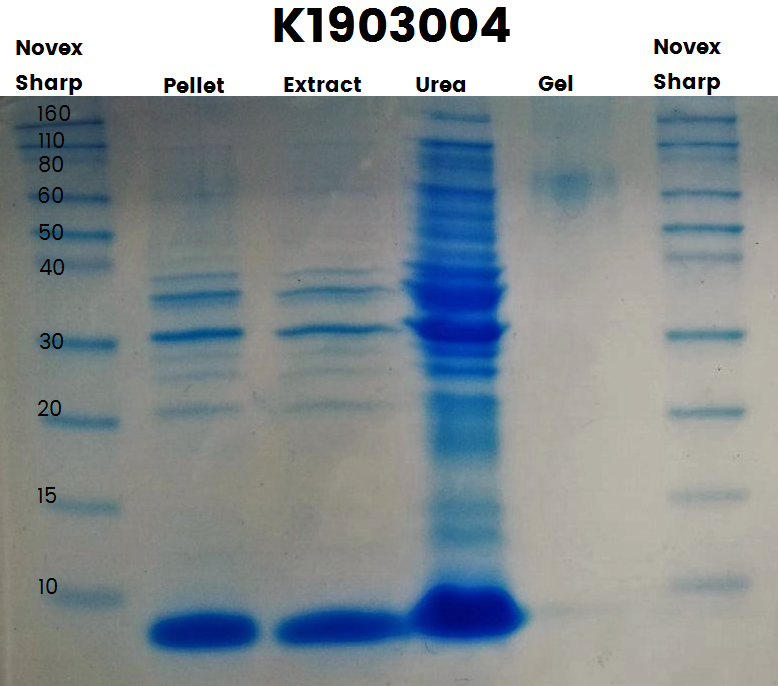 K1903004
Novex
Sharp
Pellet
Extract
Urea
Gel
Novex
Sharp
160
110
80
60
50
40
30
20
15
10